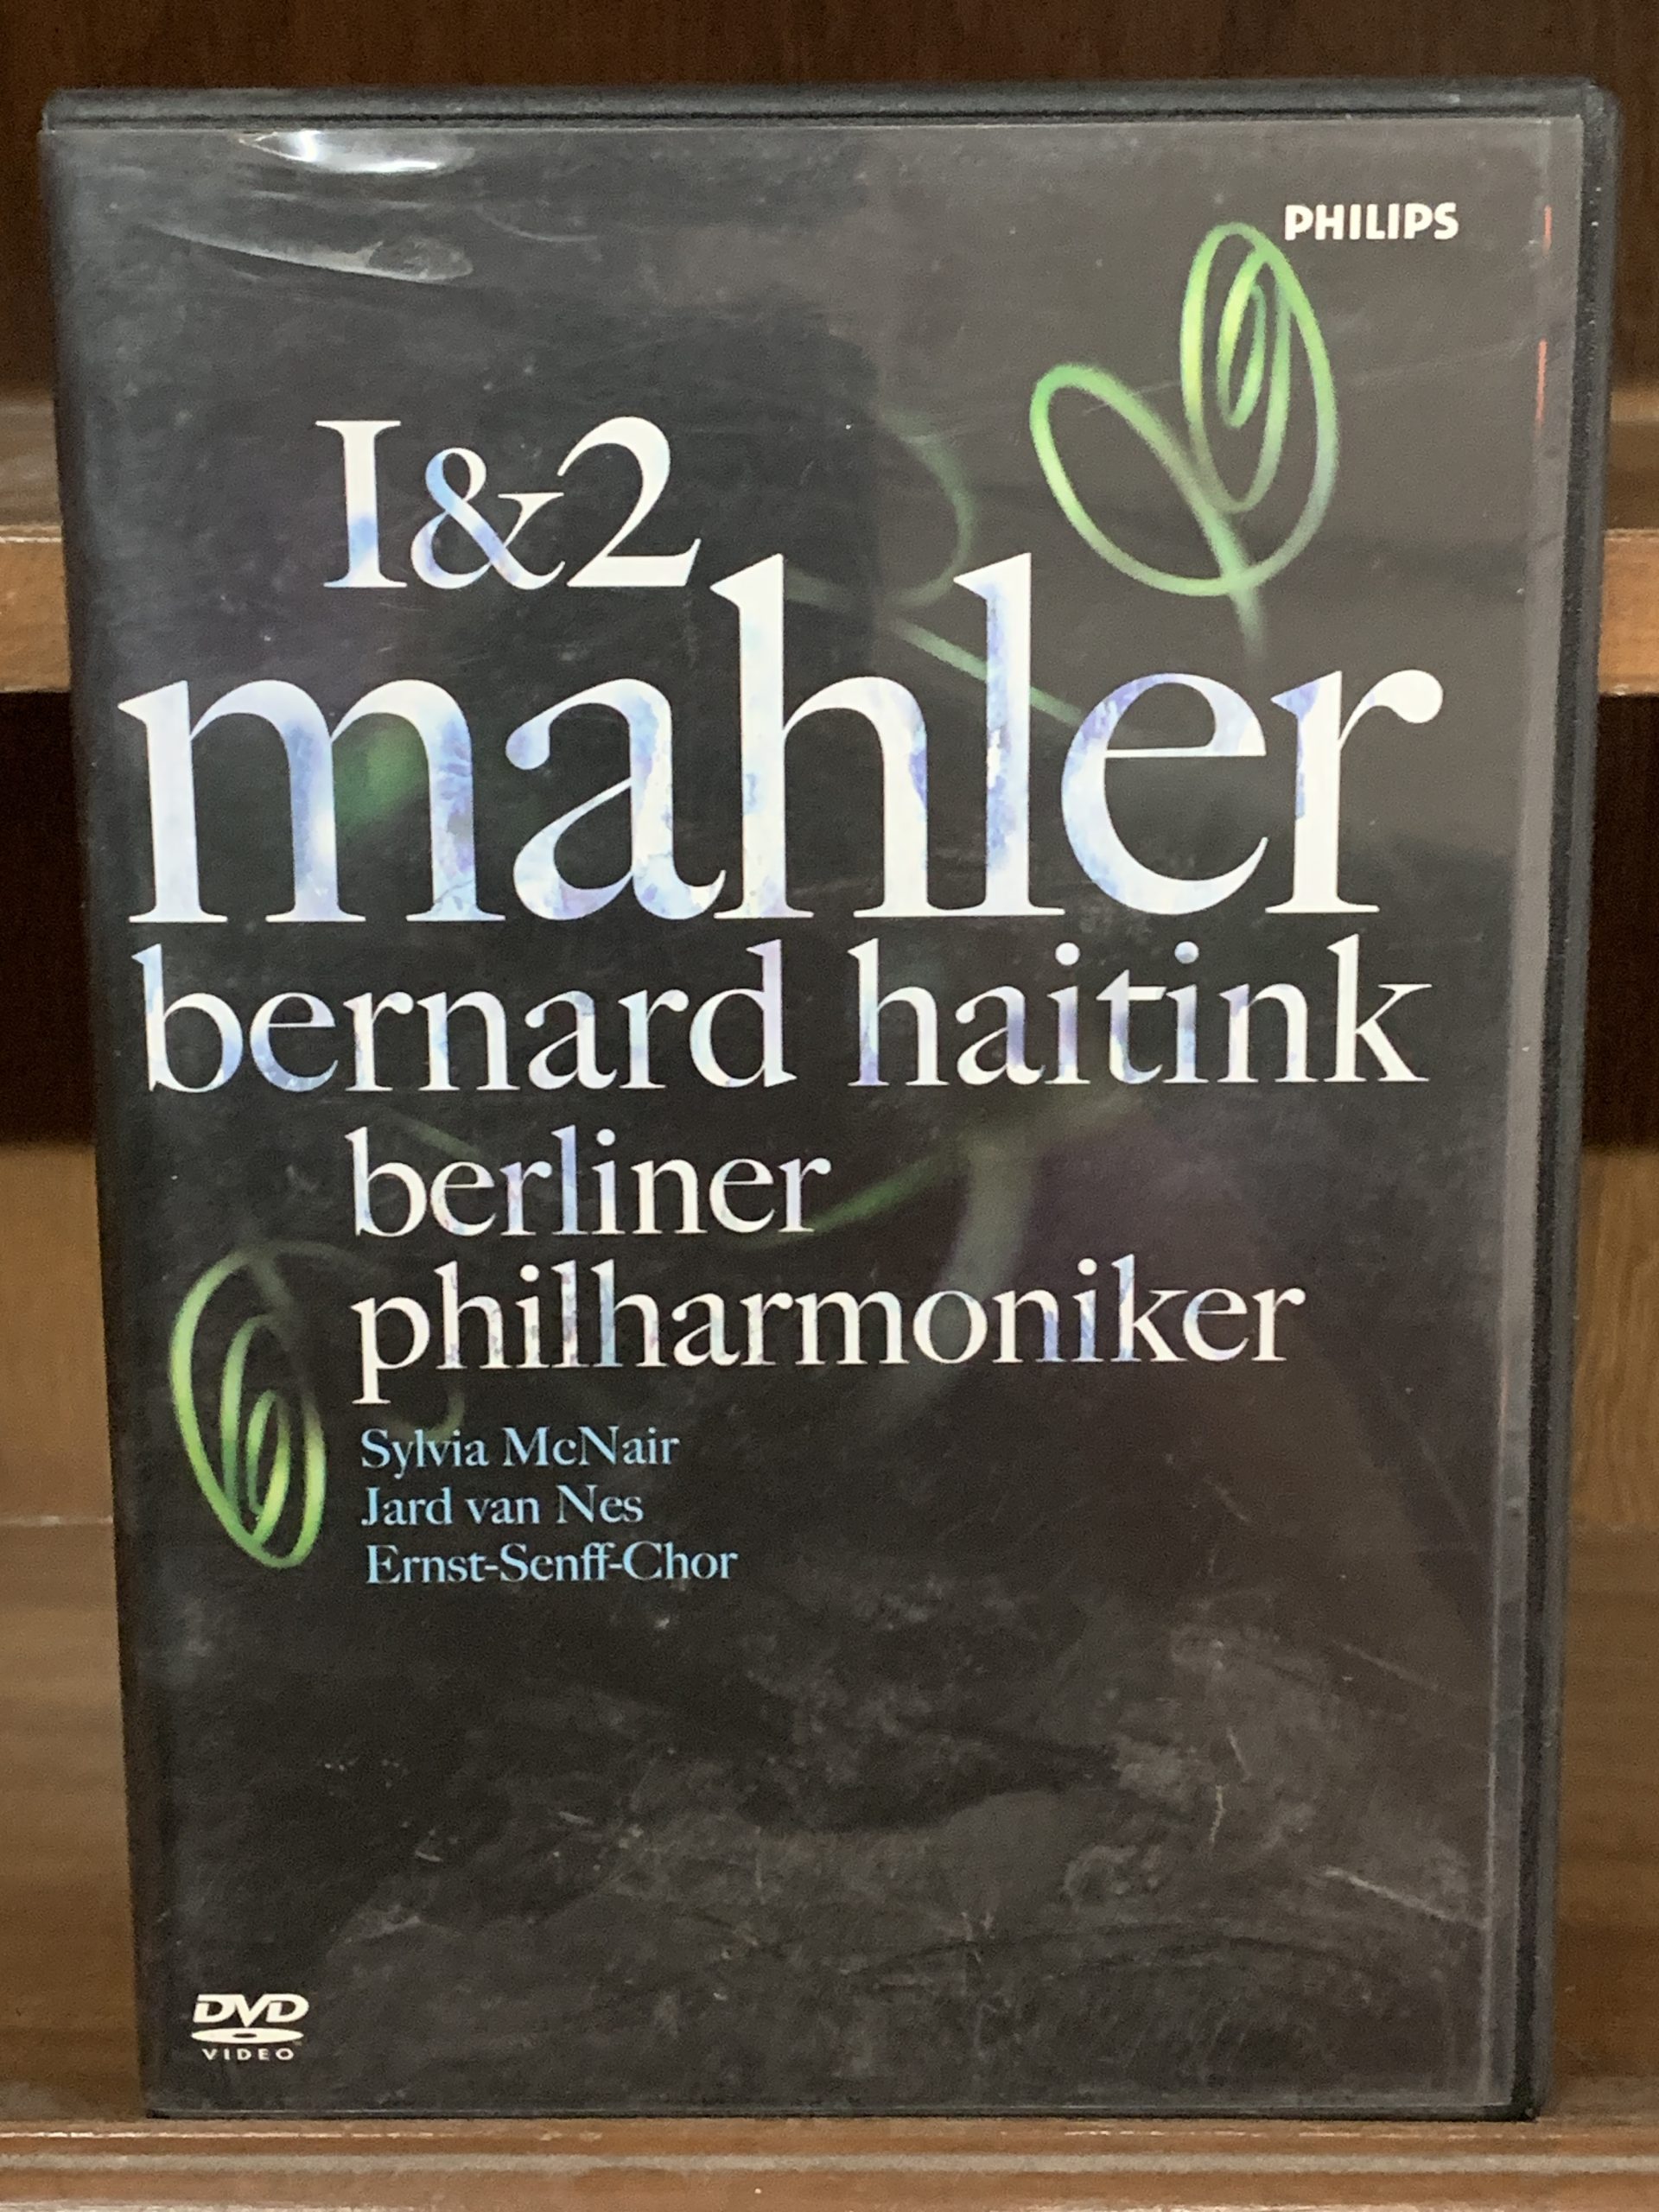 PHILIPS
1&2
mahler
bernard haitink
berliner
philharmoniker
Sylvia McNair
Jard van Nes
Ernst-Senff-Chor
DVD
VIDEO